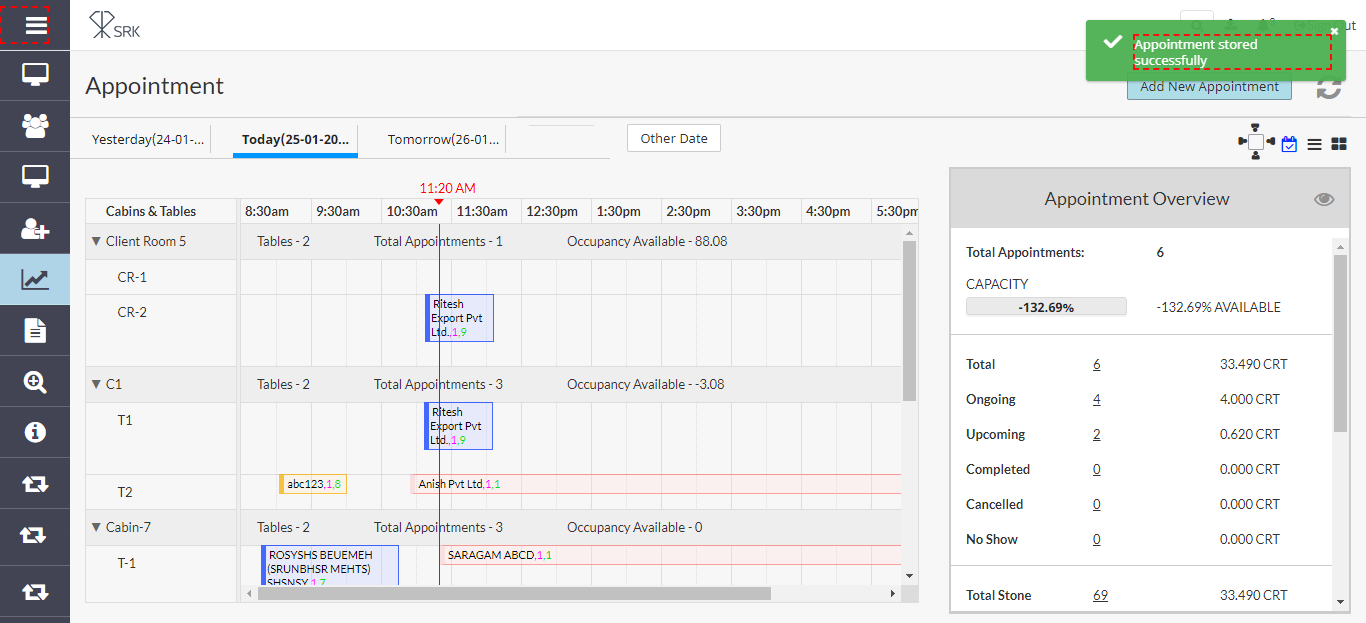 SRK
Appointment stored
successfully
Appointment
Add New Appointment
Yesterday(24-01-...
Today(25-01-20...
Tomorrow(26-01...
Other Date
11:20 AM
Cabins & Tables 8:30am 9:30am 10:30am 11:30am 12:30pm 1:30pm 2:30pm 3:30pm 4:30pm 5:30pm
Client Room 5 Tables - 2 Total Appointments - 1 Occupancy Available - 88.08
CR-1
CR-2
Ritesh
Export Pvt
Ltd.,1,9
C1 Tables - 2 Total Appointments - 3 Occupancy Available - -3.08
T1
Ritesh
Export Pvt
Ltd.,1,9
T2 abc123,1,8 Anish Pvt Ltd,1,1
Cabin-7 Tables - 2 Total Appointments - 3 Occupancy Available - 0
T-1
ROSYSHS BEUEMEH
(SRUNBHSR MEHTS)
SHSNSY,1,7
SARAGAM ABCD,1,1
Appointment Overview
Total Appointments: 6
CAPACITY
-132.69% -132.69% AVAILABLE
Total 6 33.490 CRT
Ongoing 4 4.000 CRT
Upcoming 2 0.620 CRT
Completed 0 0.000 CRT
Cancelled 0 0.000 CRT
No Show 0 0.000 CRT
Total Stone 69 33.490 CRT